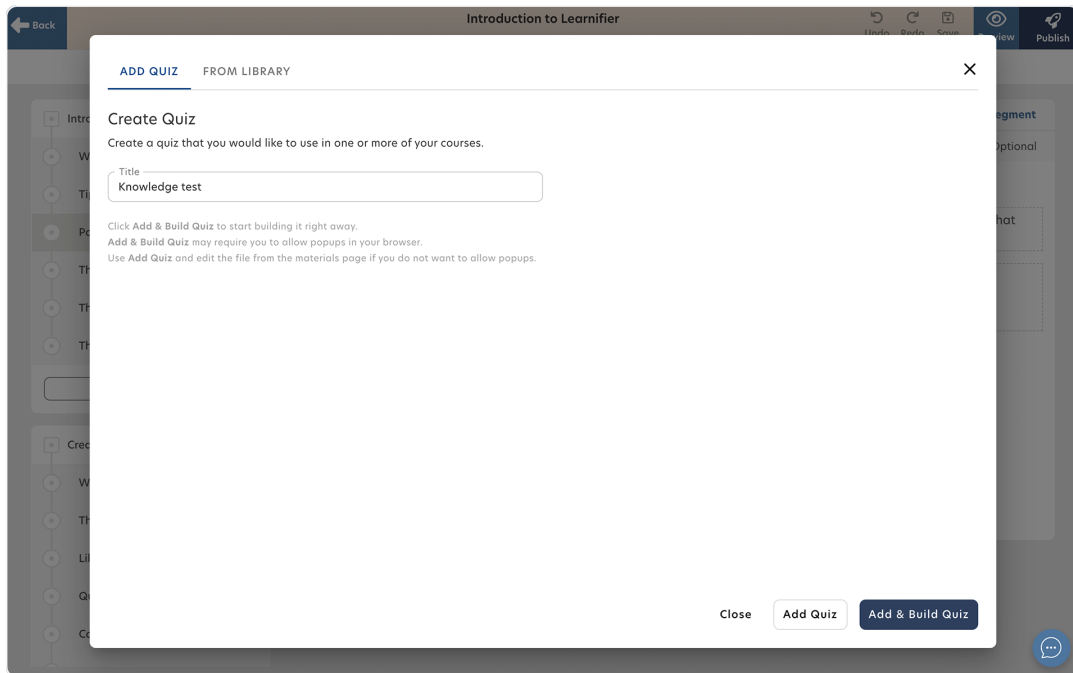 Back
Introduction to Learnifier
Undo Redo Save
Publish
ADD QUIZ FROM LIBRARY
Create Quiz
Create a quiz that you would like to use in one or more of your courses.
Title
Knowledge test
Click Add & Build Quiz to start building it right away.
Add & Build Quiz may require you to allow popups in your browser.
Use Add Quiz and edit the file from the materials page if you do not want to allow popups.
Optional
hat
Close Add Quiz Add & Build Quiz